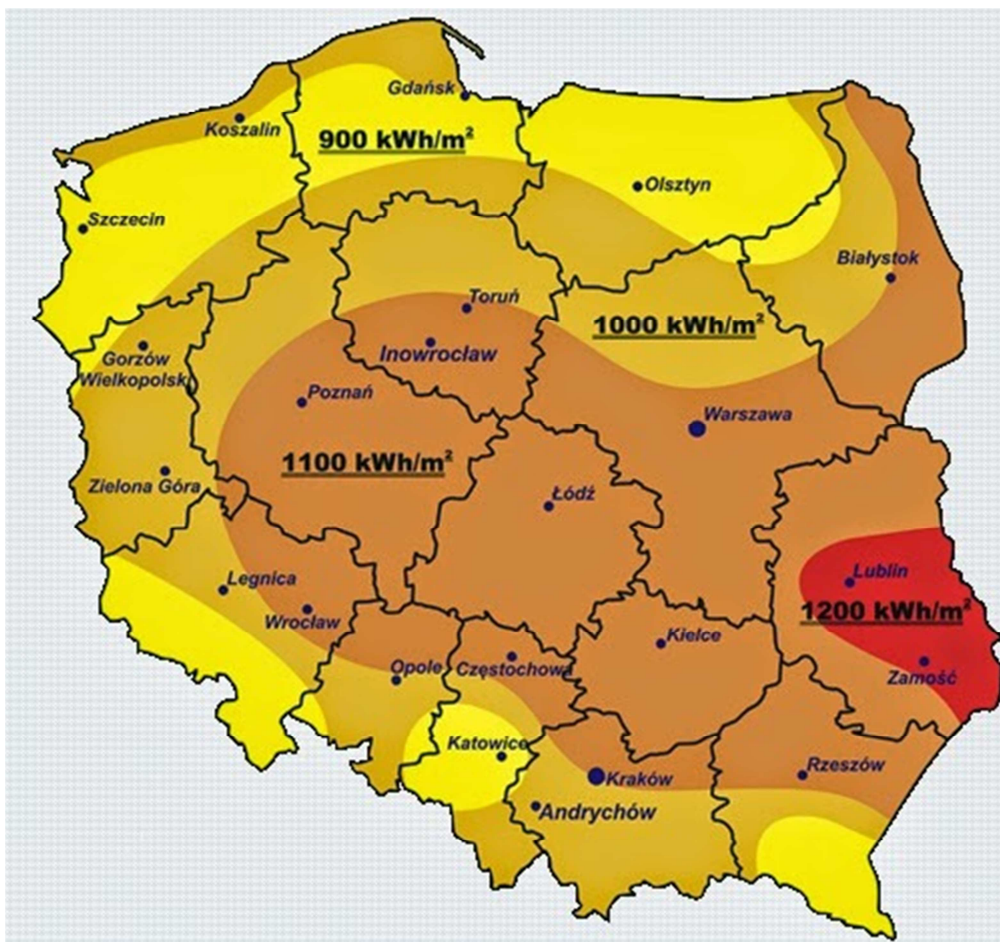 Gdańsk
Koszalin
900 kWh/m²
Olsztyn
Szczecin
Białystok
Toruń
1000 kWh/m²
Inowrocław
Gorzów
Wielkopolski
Poznań
Warszawa
1100 kWh/m²
Zielona Góra
Łódź
Lublin
Legnica
1200 kWh/m²
Wrocław
Kielce
Opole
Częstochowa
Zamość
Katowice
Rzeszów
Kraków
Andrychów